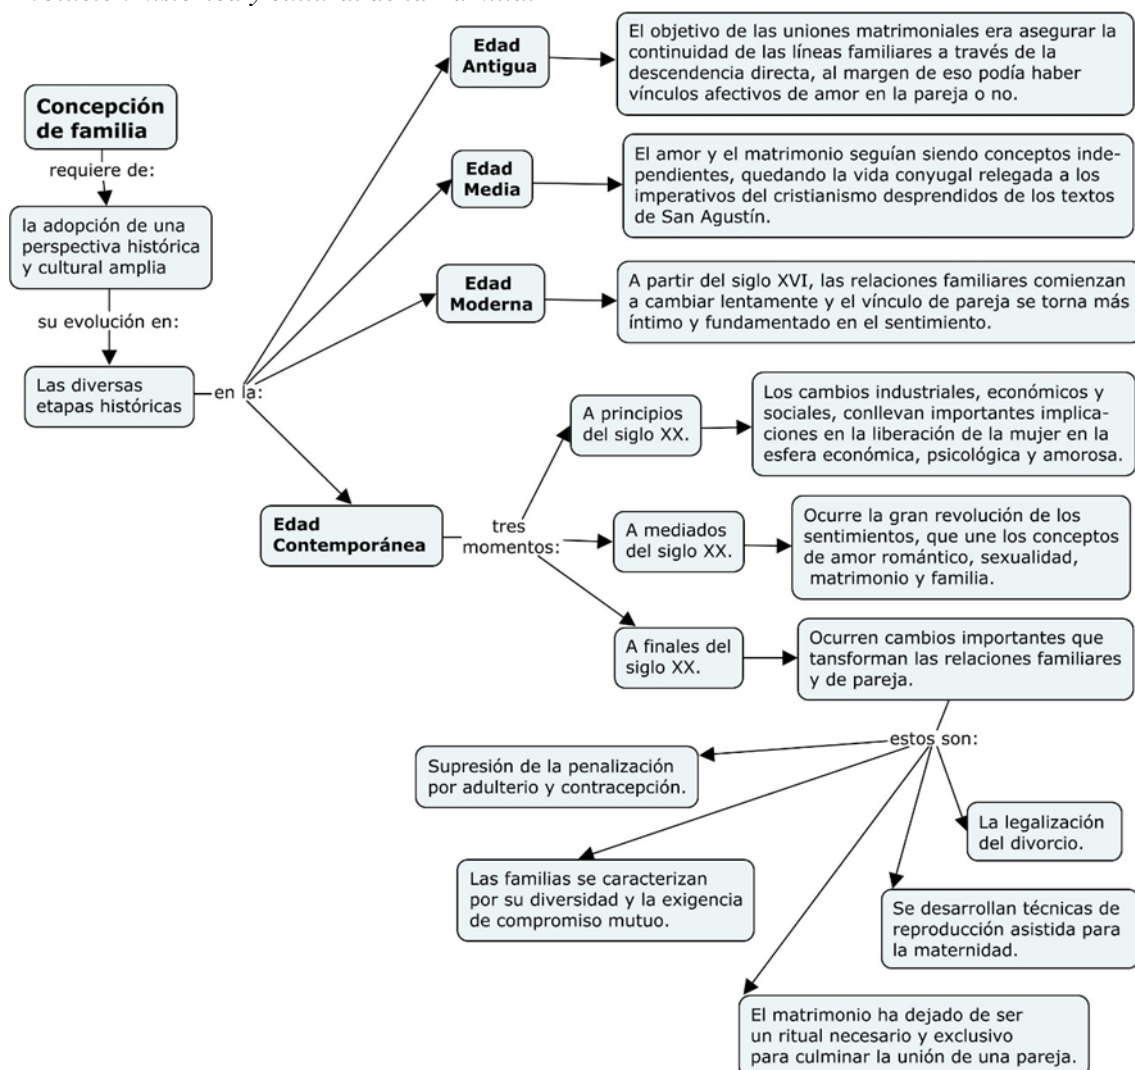 Concepción
de familia
requiere de:
la adopción de una
perspectiva histórica
y cultural amplia
su evolución en:
Las diversas
etapas históricas
en la:
Edad
Antigua
El objetivo de las uniones matrimoniales era asegurar la
continuidad de las líneas familiares a través de la
descendencia directa, al margen de eso podía haber
vínculos afectivos de amor en la pareja o no.
Edad
Media
El amor y el matrimonio seguían siendo conceptos inde-
pendientes, quedando la vida conyugal relegada a los
imperativos del cristianismo desprendidos de los textos
de San Agustín.
Edad
Moderna
A partir del siglo XVI, las relaciones familiares comienzan
a cambiar lentamente y el vínculo de pareja se torna más
íntimo y fundamentado en el sentimiento.
Edad
Contemporánea
tres
momentos:
A principios
del siglo XX.
Los cambios industriales, económicos y
sociales, conllevan importantes implica-
ciones en la liberación de la mujer en la
esfera económica, psicológica y amorosa.
A mediados
del siglo XX.
Ocurre la gran revolución de los
sentimientos, que une los conceptos
de amor romántico, sexualidad,
matrimonio y familia.
A finales del
siglo XX.
Ocurren cambios importantes que
tansforman las relaciones familiares
y de pareja.
estos son:
Supresión de la penalización
por adulterio y contracepción.
Las familias se caracterizan
por su diversidad y la exigencia
de compromiso mutuo.
El matrimonio ha dejado de ser
un ritual necesario y exclusivo
para culminar la unión de una pareja.
Se desarrollan técnicas de
reproducción asistida para
la maternidad.
La legalización
del divorcio.